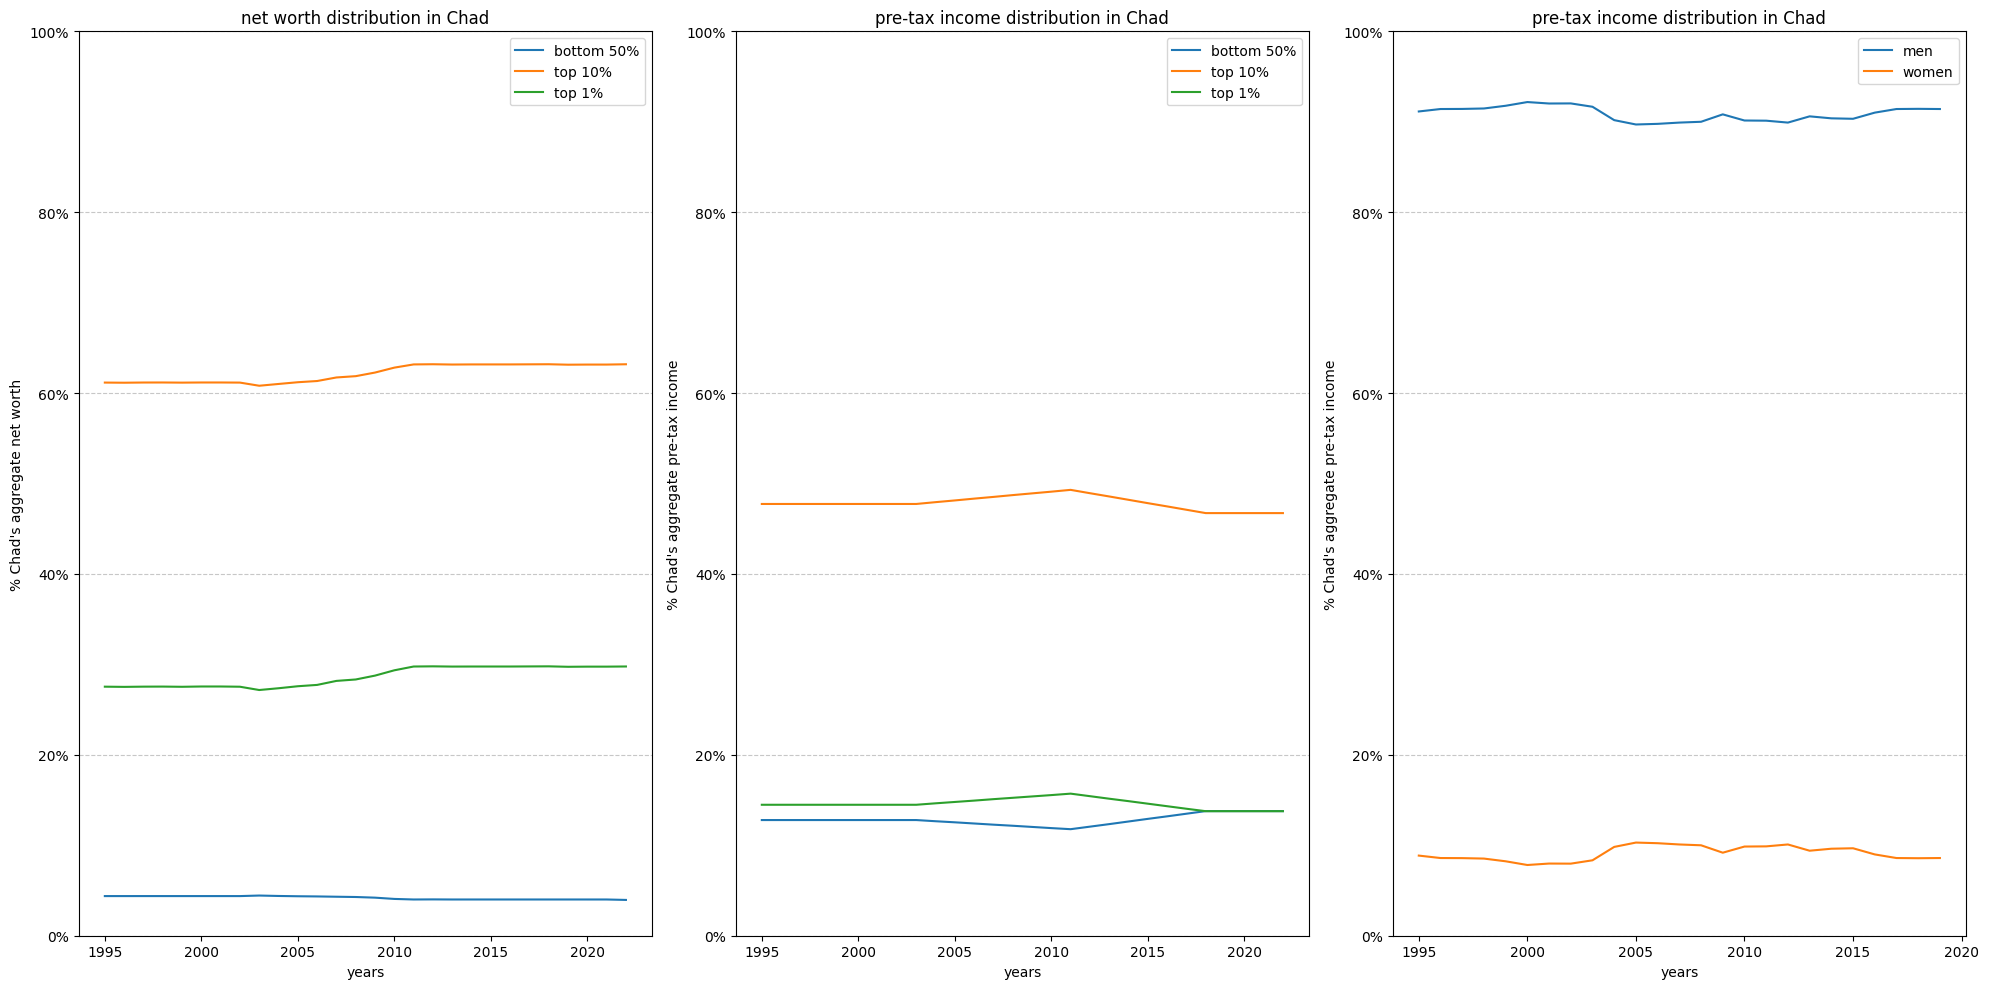 net worth distribution in Chad
% Chad's aggregate net worth
100%
80%
60%
40%
20%
0%
bottom 50%
top 10%
top 1%
1995
2000
2005
2010
2015
2020
years
pre-tax income distribution in Chad
% Chad's aggregate pre-tax income
100%
80%
60%
40%
20%
0%
bottom 50%
top 10%
top 1%
1995
2000
2005
2010
2015
2020
years
pre-tax income distribution in Chad
% Chad's aggregate pre-tax income
100%
80%
60%
40%
20%
0%
men
women
1995
2000
2005
2010
2015
2020
years